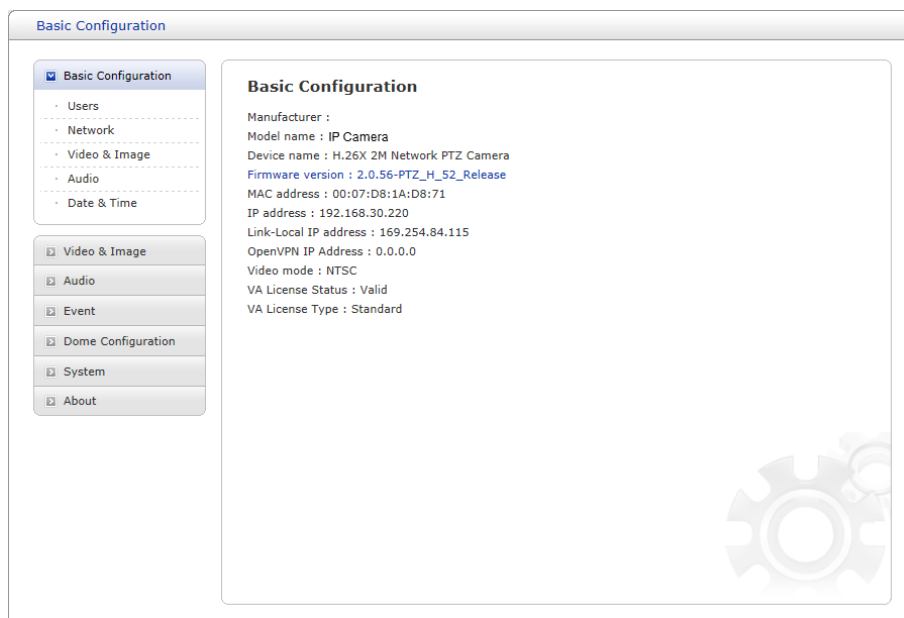 Basic Configuration
Basic Configuration
Users
Network
Video & Image
Audio
Date & Time
Video & Image
Audio
Event
Dome Configuration
System
About
Basic Configuration
Manufacturer :
Model name : IP Camera
Device name : H.26X 2M Network PTZ Camera
Firmware version : 2.0.56-PTZ_H_52_Release
MAC address : 00:07:D8:1A:D8:71
IP address : 192.168.30.220
Link-Local IP address : 169.254.84.115
OpenVPN IP Address : 0.0.0.0
Video mode : NTSC
VA License Status : Valid
VA License Type : Standard